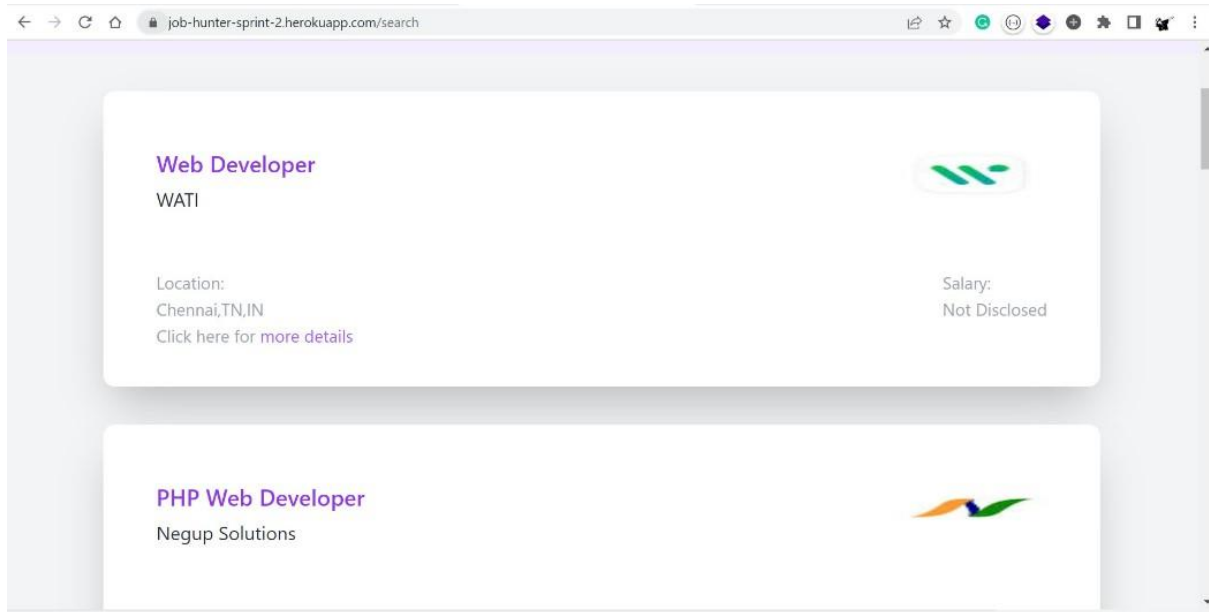 job-hunter-sprint-2.herokuapp.com/search
Web Developer
WATI
Location:
Salary:
Chennai,TN,IN
Not Disclosed
Click here for more details
PHP Web Developer
Negup Solutions